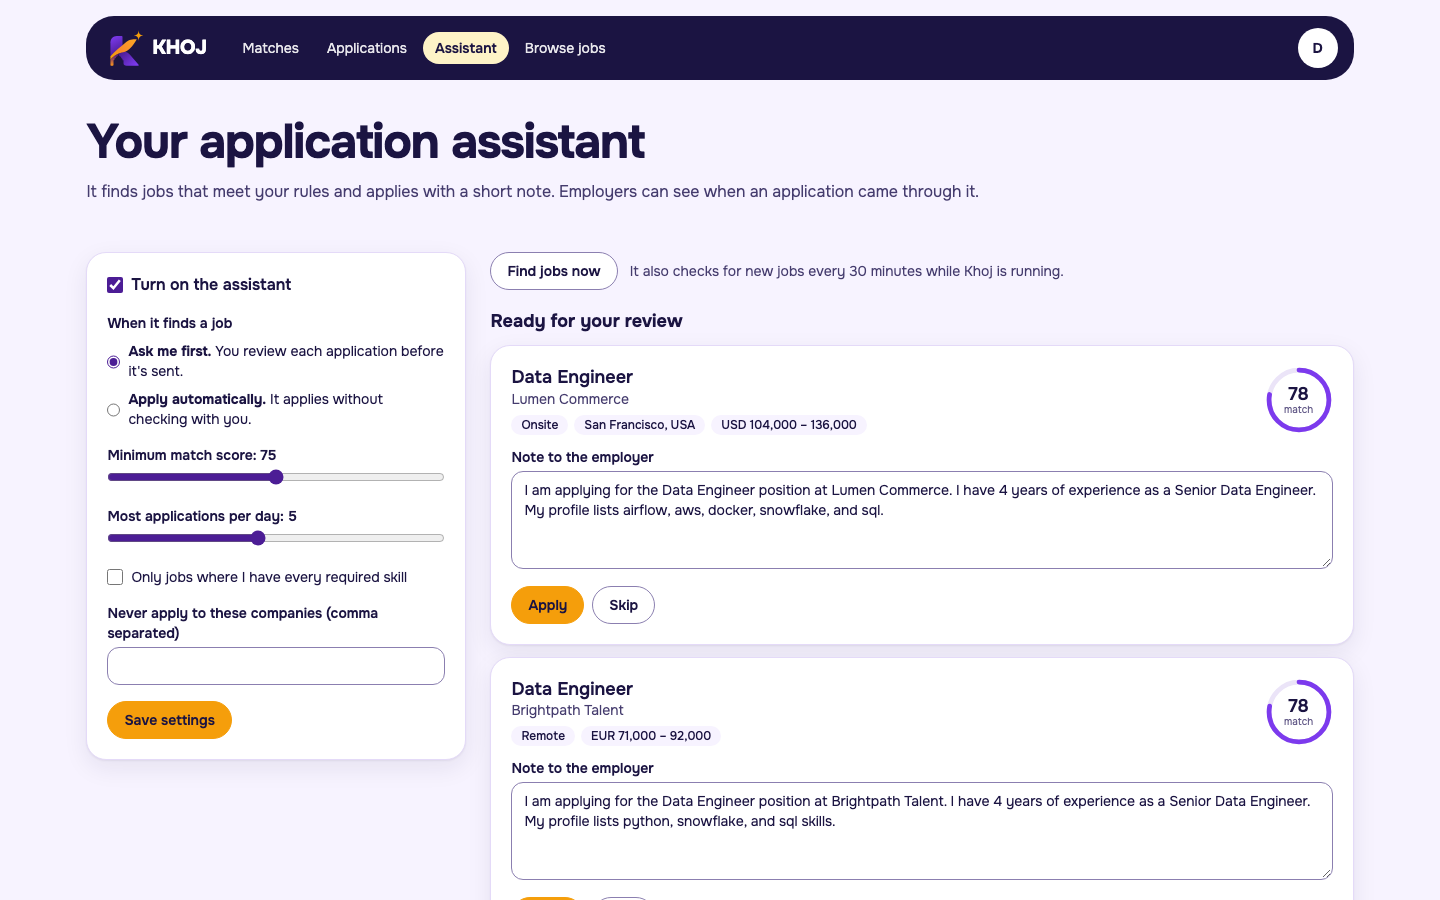 KHOJ
Matches
Applications
Assistant
Browse jobs
D
Your application assistant
It finds jobs that meet your rules and applies with a short note. Employers can see when an application came through it.
Turn on the assistant
When it finds a job
Ask me first. You review each application before
it's sent.
Apply automatically. It applies without
checking with you.
Minimum match score: 75
Most applications per day: 5
Only jobs where I have every required skill
Never apply to these companies (comma
separated)
Save settings
Find jobs now
It also checks for new jobs every 30 minutes while Khoj is running.
Ready for your review
Data Engineer
Lumen Commerce
Onsite
San Francisco, USA
USD 104,000 – 136,000
78
match
Note to the employer
I am applying for the Data Engineer position at Lumen Commerce. I have 4 years of experience as a Senior Data Engineer.
My profile lists airflow, aws, docker, snowflake, and sql.
Apply
Skip
Data Engineer
Brightpath Talent
Remote
EUR 71,000 – 92,000
78
match
Note to the employer
I am applying for the Data Engineer position at Brightpath Talent. I have 4 years of experience as a Senior Data Engineer.
My profile lists python, snowflake, and sql skills.